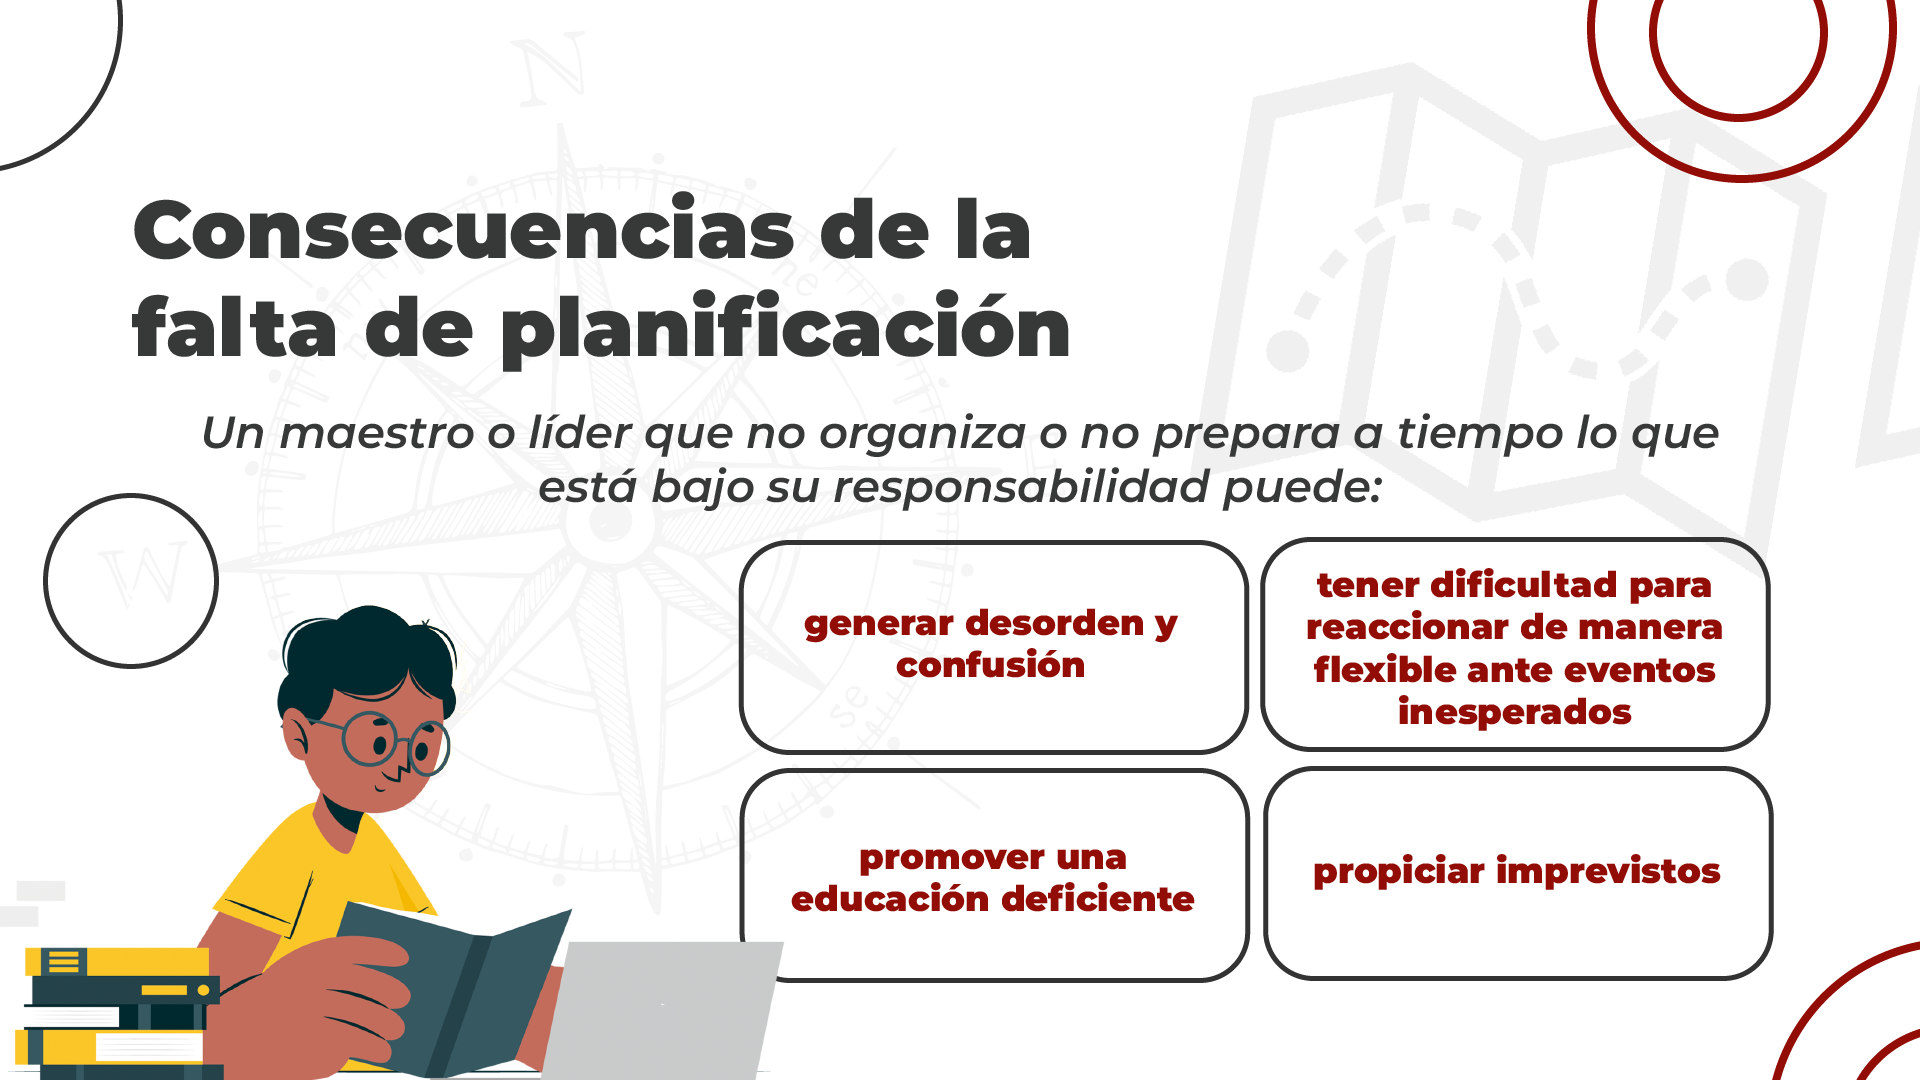 N
Consecuencias de la
falta de planificación
Un maestro o líder que no organiza o no prepara a tiempo lo que
está bajo su responsabilidad puede:
W
generar desorden y
confusión
tener dificultad para
reaccionar de manera
flexible ante eventos
inesperados
promover una
educación deficiente
propiciar imprevistos
ne
se